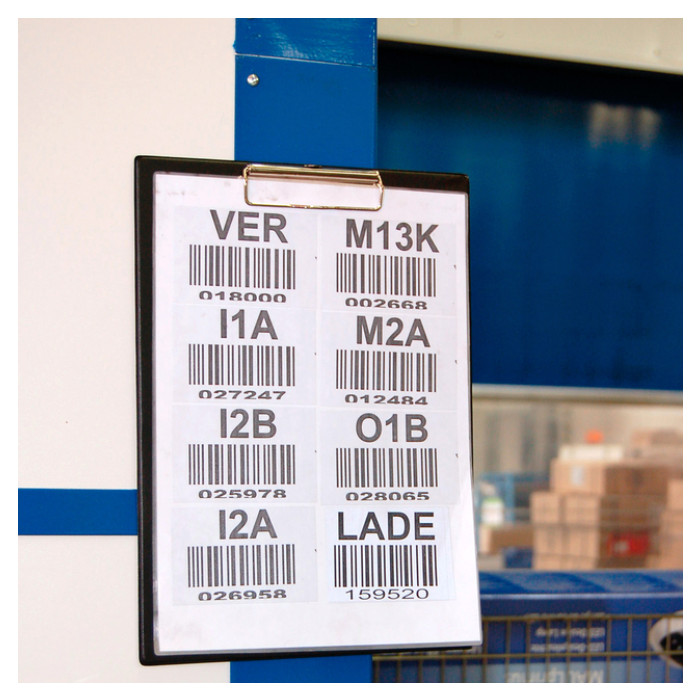 VER
018000
M13K
002668
I1A
027247
M2A
012484
I2B
025978
O1B
028065
I2A
026958
LADE
159520